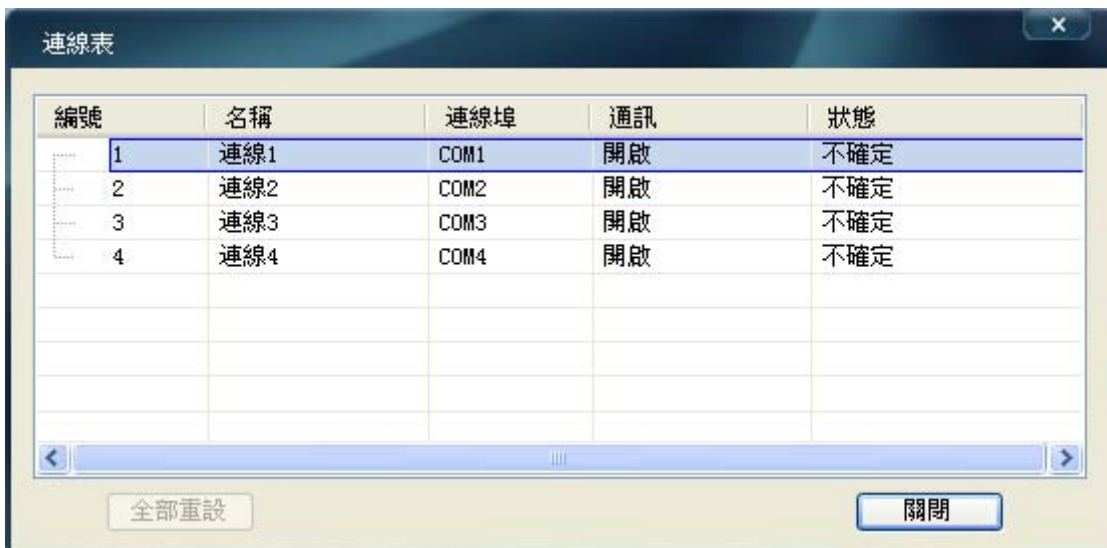 連線表
編號 名稱 連線埠 通訊 狀態
1 連線1 COM1 開啟 不確定
2 連線2 COM2 開啟 不確定
3 連線3 COM3 開啟 不確定
4 連線4 COM4 開啟 不確定
全部重設 關閉